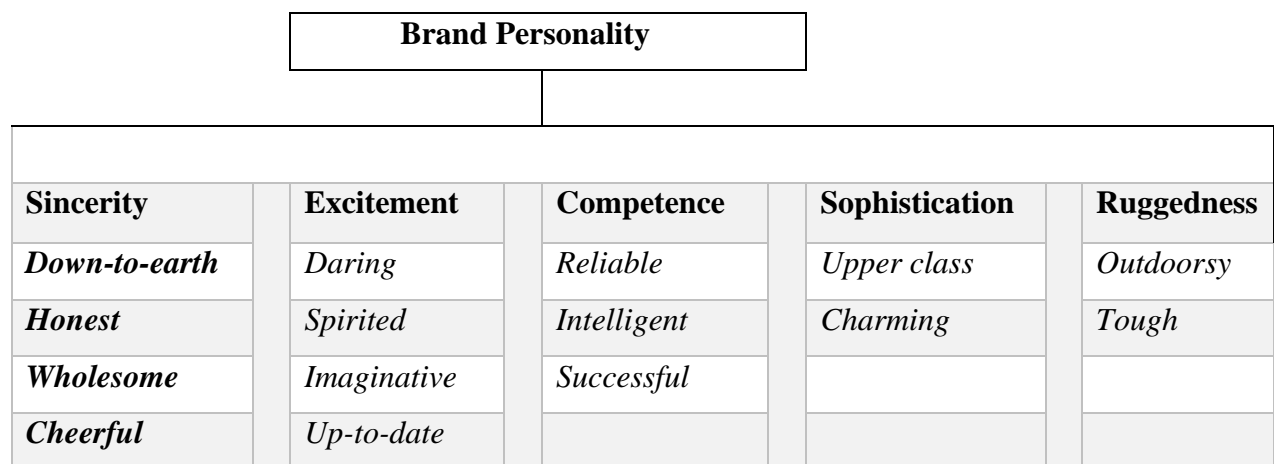 Brand Personality
Sincerity Excitement Competence Sophistication Ruggedness
Down-to-earth Daring Reliable Upper class Outdoorsy
Honest Spirited Intelligent Charming Tough
Wholesome Imaginative Successful
Cheerful Up-to-date